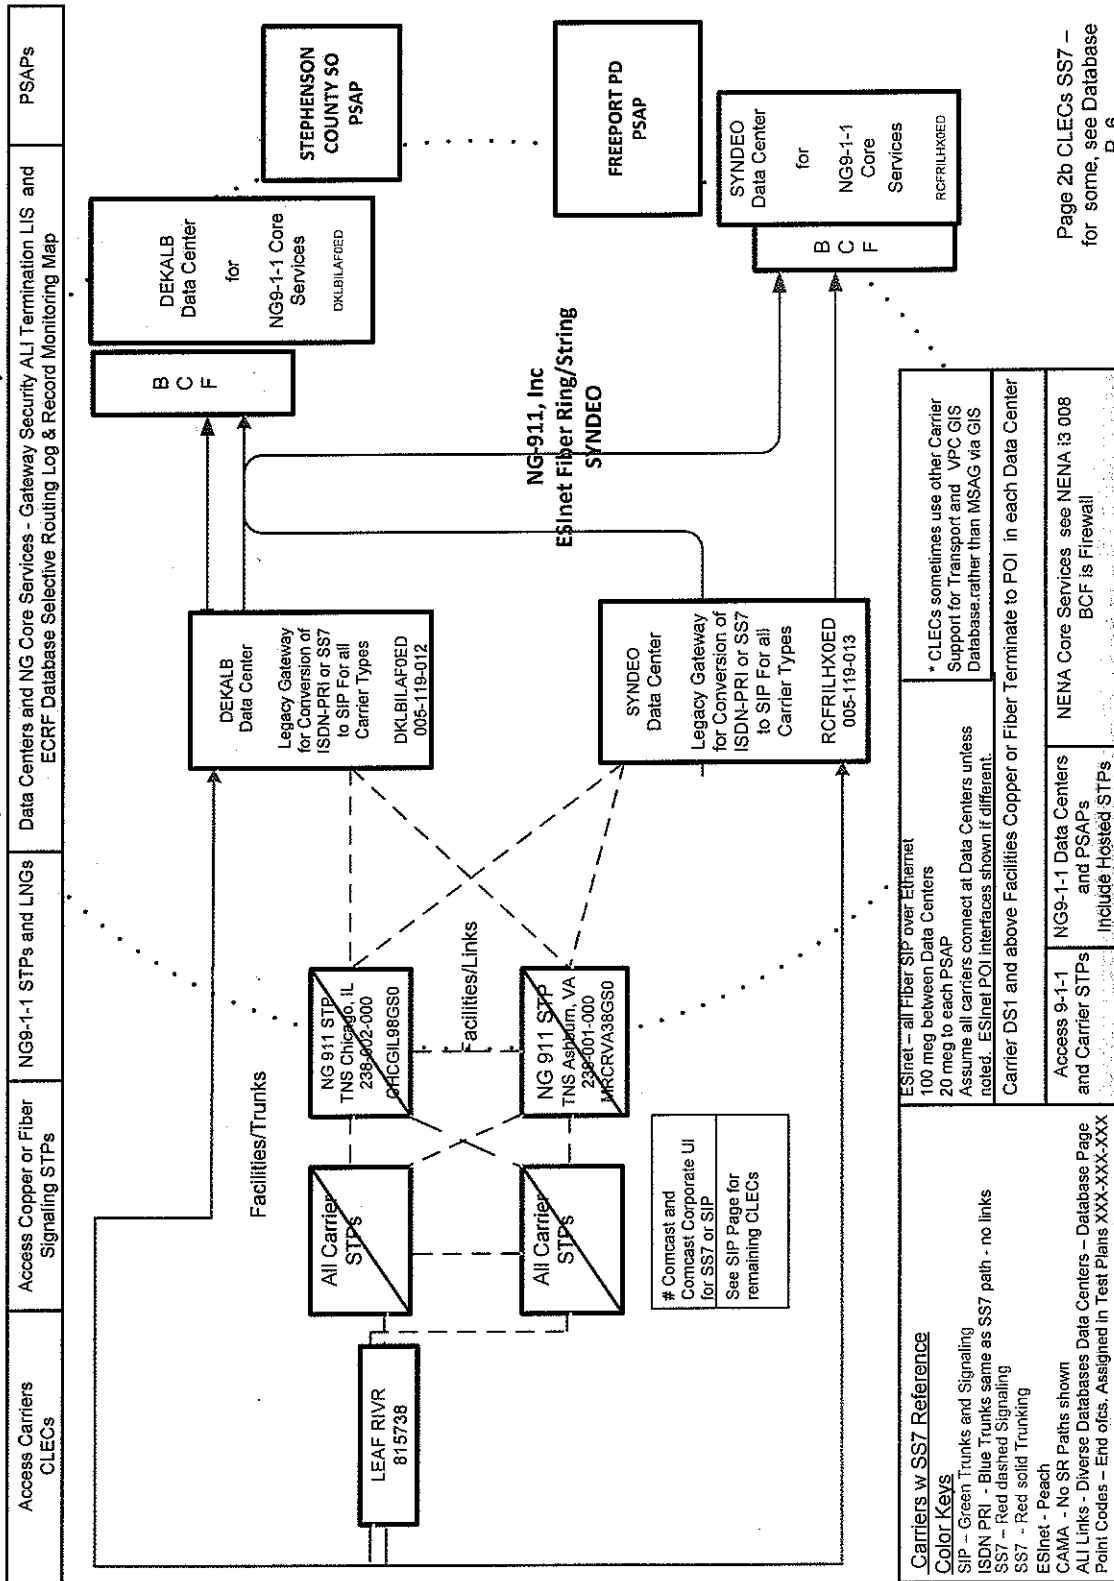 Access Carriers
CLECs
Access Copper or Fiber
Signaling STPs
NG9-1-1 STPs and LNGs
Data Centers and NG Core Services - Gateway Security ALI Termination LIS and
ECRF Database Selective Routing Log & Record Monitoring Map
PSAPs
Facilities/Trunks
LEAF RIVR
815738
All Carrier
STPs
All Carrier
STPs
NG 911 STP
TNS Chicago, IL
238-002-000
CHCGIL98GS0
Facilities/Links
NG 911 STP
TNS Ashburn, VA
238-001-000
MRCRVA38GS0
# Comcast and
Comcast Corporate UI
for SS7 or SIP
See SIP Page for
remaining CLECs
DEKALB
Data Center
Legacy Gateway
for Conversion of
ISDN-PRI or SS7
to SIP For all
Carrier Types
DKLBILAF0ED
005-119-012
SYNDEO
Data Center
Legacy Gateway
for Conversion of
ISDN-PRI or SS7
to SIP For all
Carrier Types
RCFRILHX0ED
005-119-013
NG-911, Inc
ESInet Fiber Ring/String
SYNDEO
B
C
F
DEKALB
Data Center
for
NG9-1-1 Core
Services
DKLBILAF0ED
STEPHENSON
COUNTY SO
PSAP
FREEPORT PD
PSAP
B
C
F
SYNDEO
Data Center
for
NG9-1-1
Core
Services
RCFRILHX0ED
Carriers w SS7 Reference
Color Keys
SIP – Green Trunks and Signaling
ISDN PRI - Blue Trunks same as SS7 path - no links
SS7 – Red dashed Signaling
SS7 - Red solid Trunking
ESInet - Peach
CAMA - No SR Paths shown
ALI Links - Diverse Databases Data Centers – Database Page
Point Codes – End ofcs. Assigned in Test Plans XXX-XXX-XXX
ESInet – all Fiber SIP over Ethernet
100 meg between Data Centers
20 meg to each PSAP
Assume all carriers connect at Data Centers unless
noted. ESInet POI interfaces shown if different.
* CLECs sometimes use other Carrier
Support for Transport and VPC GIS
Database.rather than MSAG via GIS
Carrier DS1 and above Facilities Copper or Fiber Terminate to POI in each Data Center
Access 9-1-1
and Carrier STPs
NG9-1-1 Data Centers
and PSAPs
Include Hosted STPs
NENA Core Services see NENA i3 008
BCF is Firewall
Page 2b CLECs SS7 –
for some, see Database
P. 6